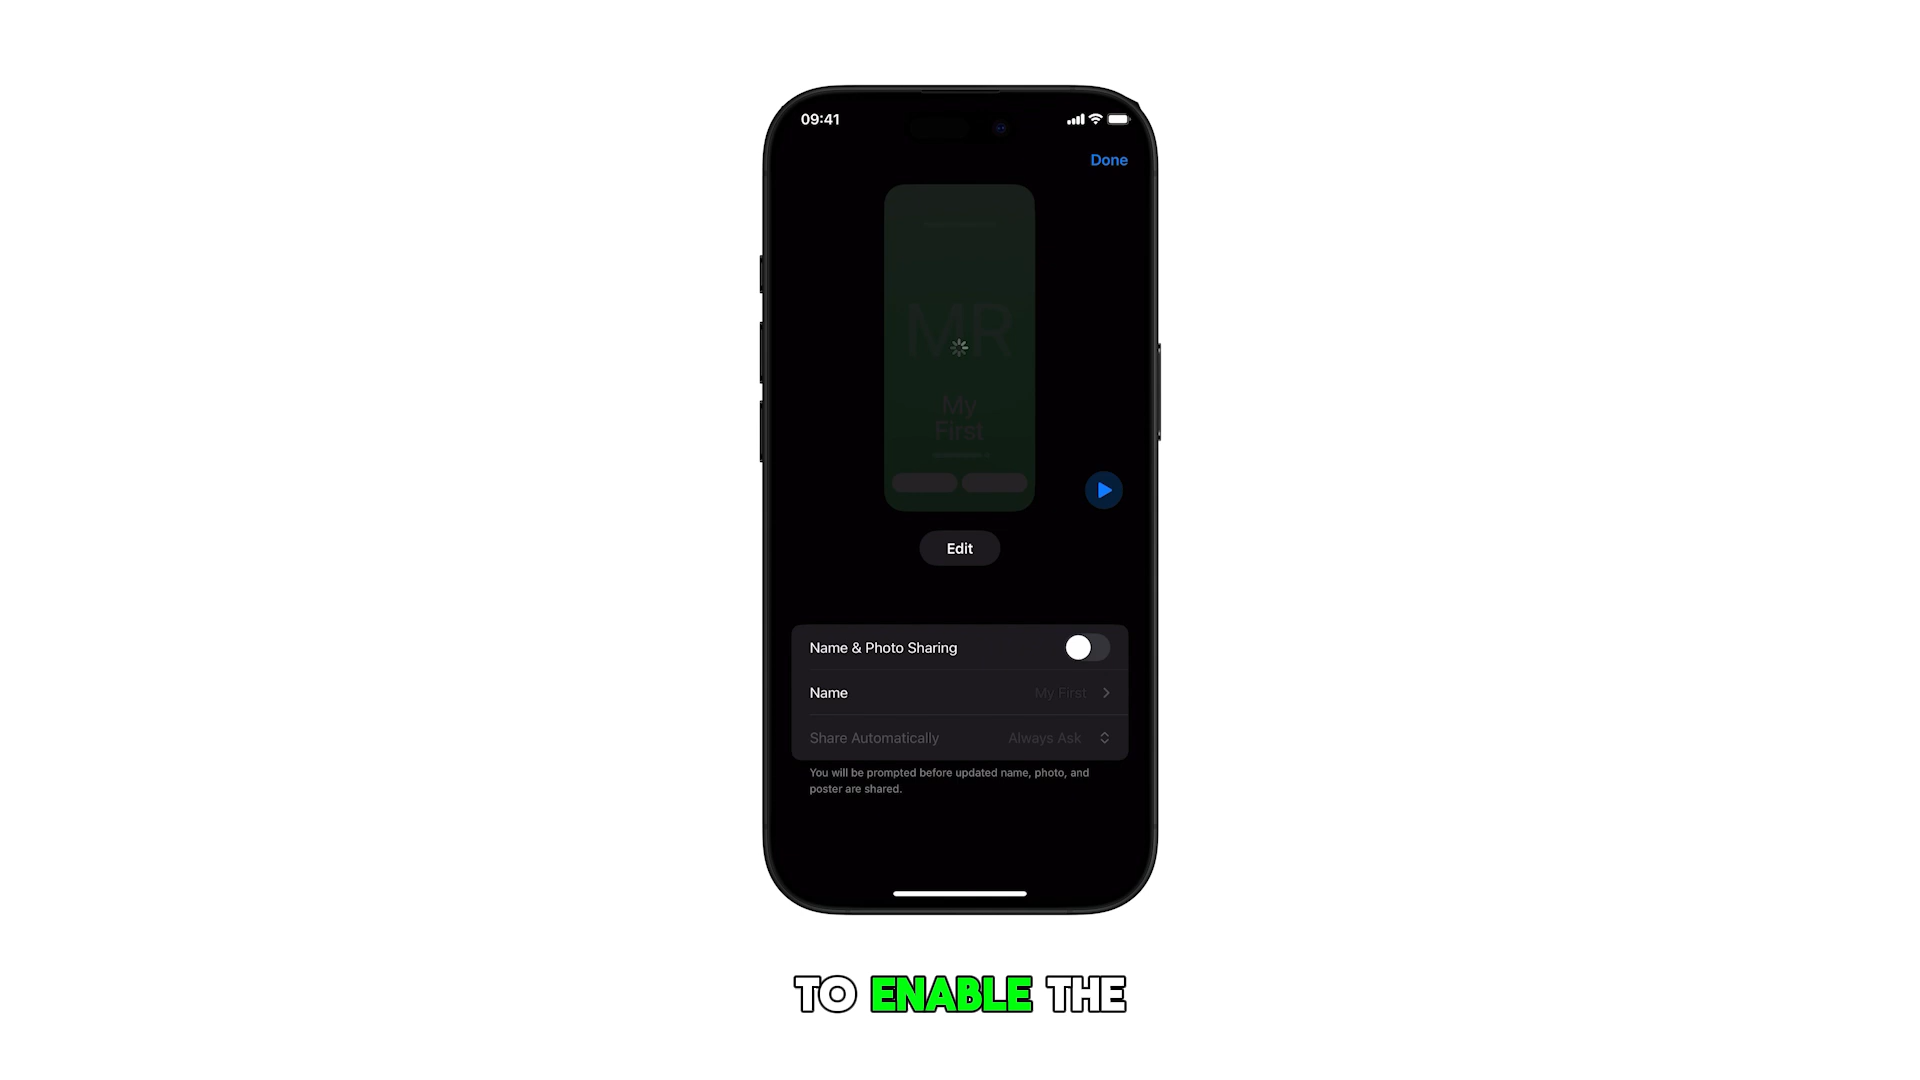 09:41
Done
MR
My
First
Edit
Name & Photo Sharing
Name My First
Share Automatically Always Ask
You will be prompted before updated name, photo, and
poster are shared.
TO ENABLE THE